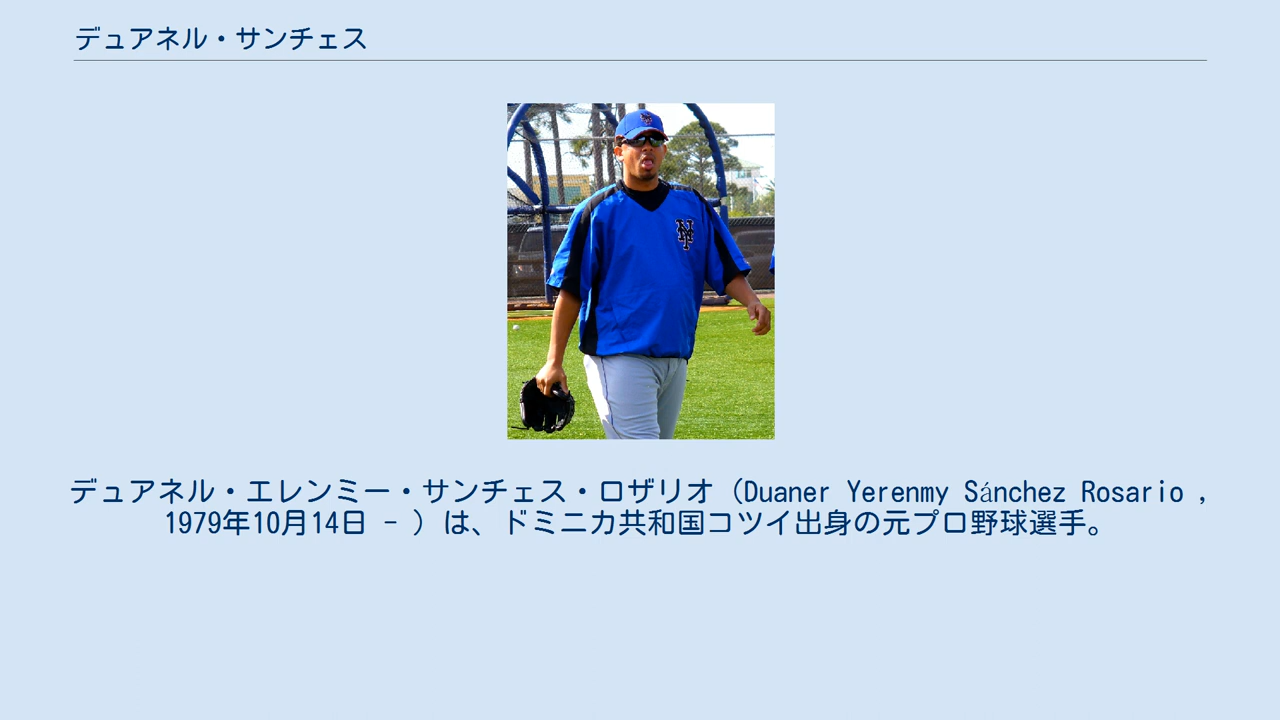 デュアネル・サンチェス
NY
デュアネル・エレンミー・サンチェス・ロザリオ（Duaner Yerenmy Sánchez Rosario ,
1979年10月14日 - ）は、ドミニカ共和国コツイ出身の元プロ野球選手。